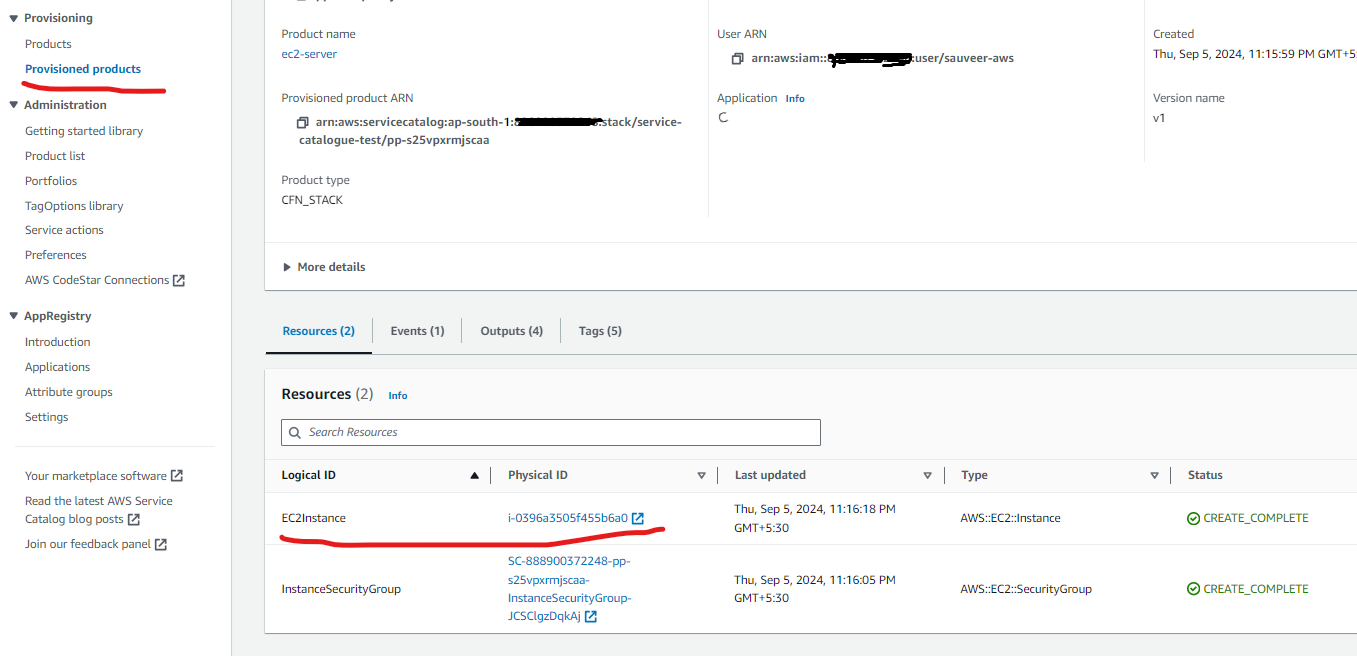 Provisioning
Products
Provisioned products
Administration
Getting started library
Product list
Portfolios
TagOptions library
Service actions
Preferences
AWS CodeStar Connections
AppRegistry
Introduction
Applications
Attribute groups
Settings
Your marketplace software
Read the latest AWS Service
Catalog blog posts
Join our feedback panel
Product name
ec2-server
User ARN
arn:aws:iam:: :user/sauveer-aws
Created
Thu, Sep 5, 2024, 11:15:59 PM GMT+5
Provisioned product ARN
arn:aws:servicecatalog:ap-south-1: :stack/service-
catalogue-test/pp-s25vpxrmjscaa
Application Info
Version name
v1
Product type
CFN_STACK
More details
Resources (2)
Events (1)
Outputs (4)
Tags (5)
Resources (2) Info
Search Resources
Logical ID
Physical ID
Last updated
Type
Status
EC2Instance
i-0396a3505f455b6a0
Thu, Sep 5, 2024, 11:16:18 PM
GMT+5:30
AWS::EC2::Instance
CREATE_COMPLETE
InstanceSecurityGroup
SC-888900372248-pp-
s25vpxrmjscaa-
InstanceSecurityGroup-
JCSClgzDqkAj
Thu, Sep 5, 2024, 11:16:05 PM
GMT+5:30
AWS::EC2::SecurityGroup
CREATE_COMPLETE